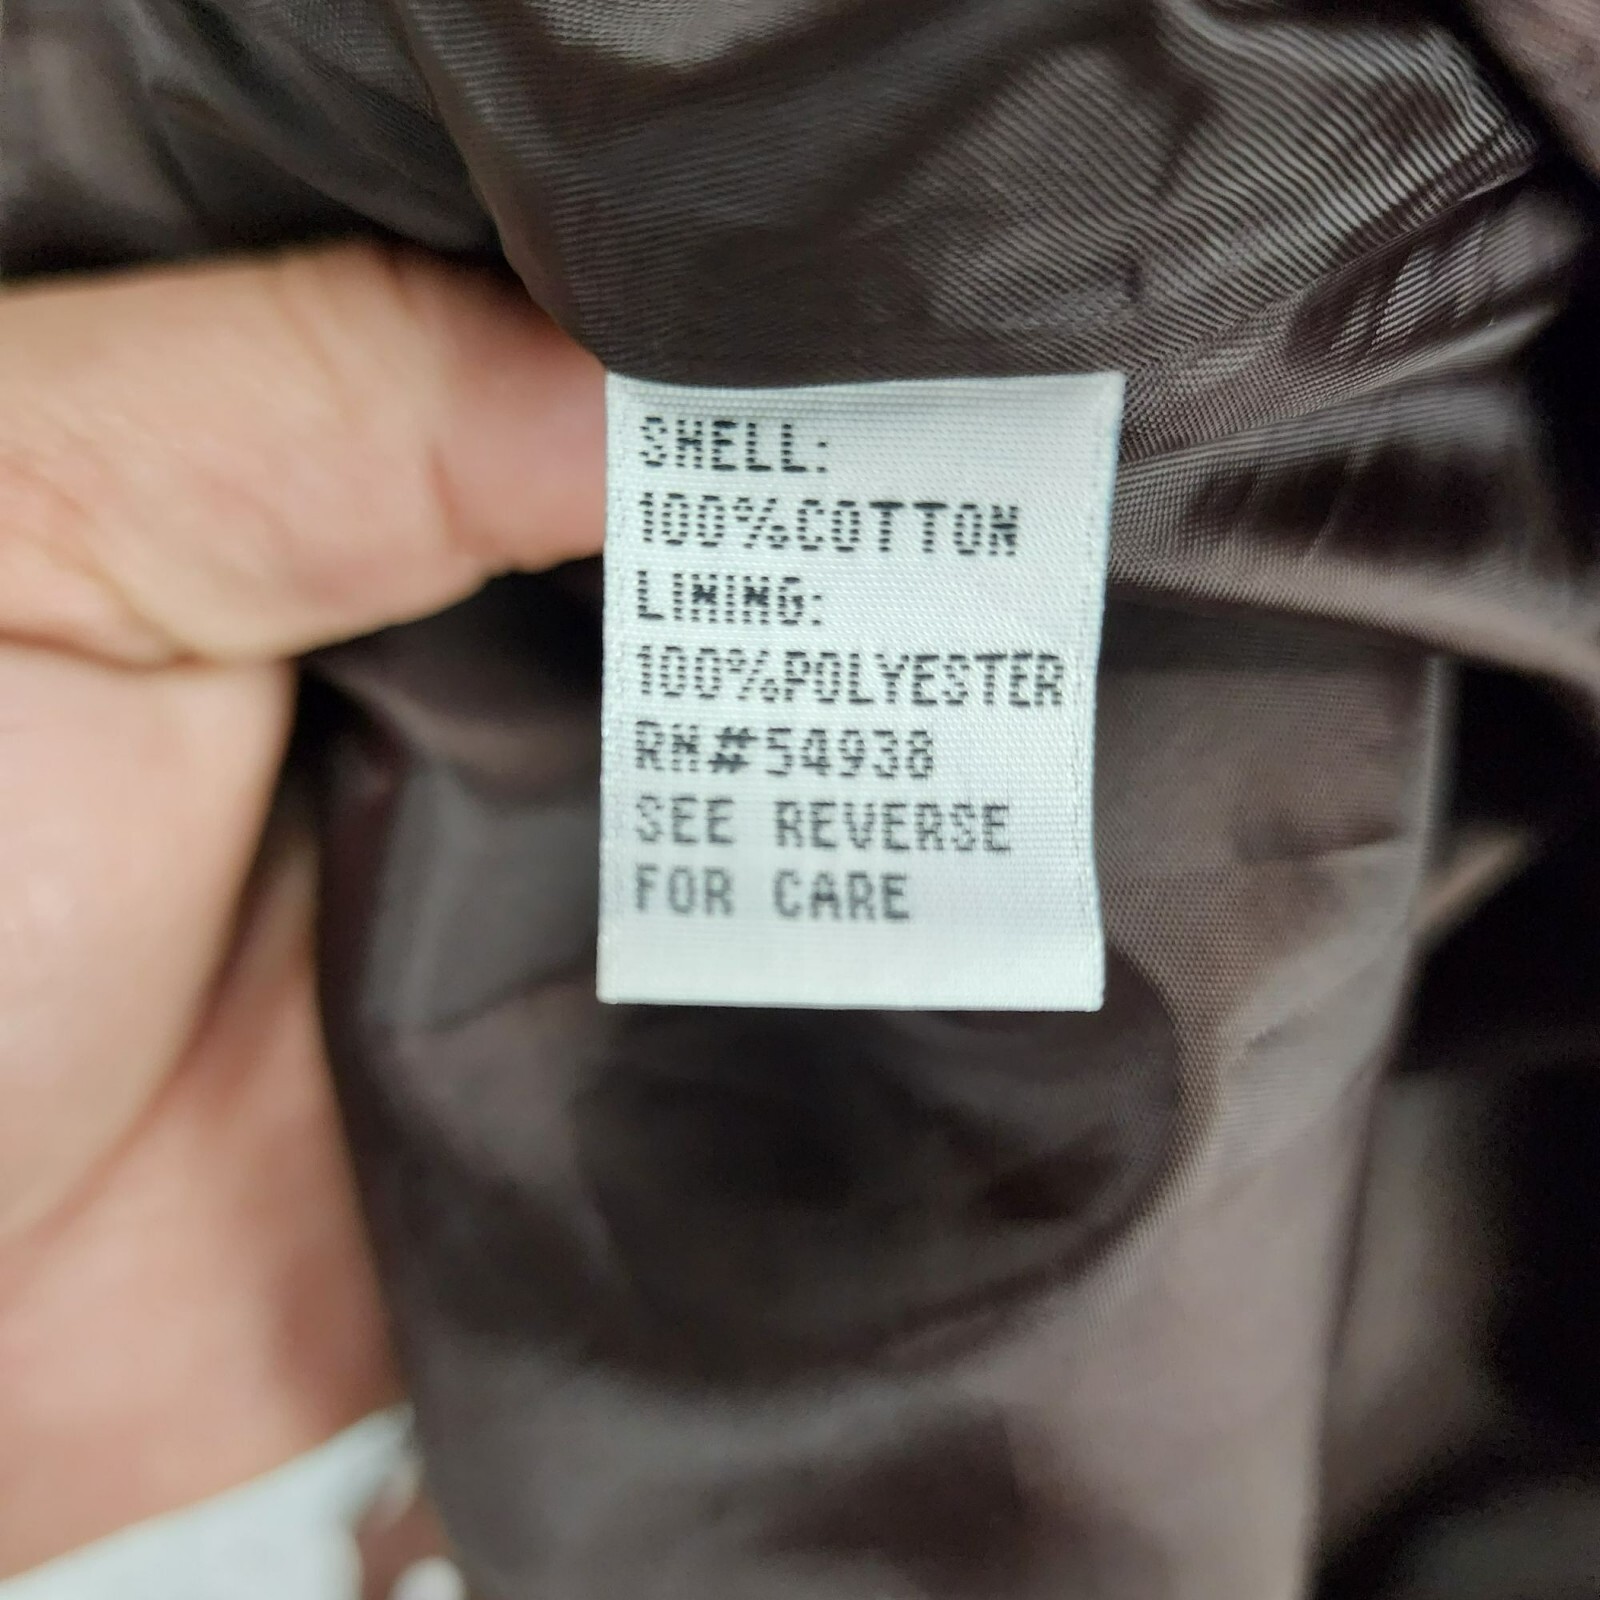 SHELL:
100%COTTON
LINING:
100%POLYESTER
RN#54938
SEE REVERSE
FOR CARE